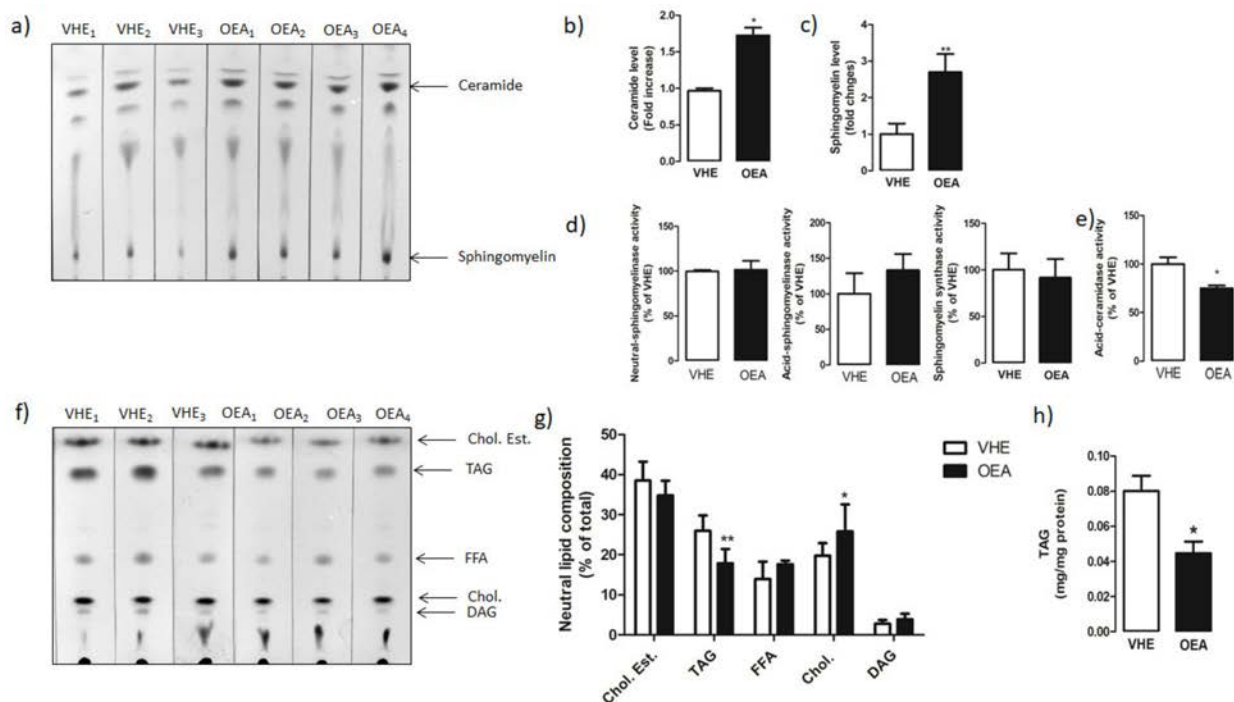 a)
VHE₁ VHE₂ VHE₃ OEA₁ OEA₂ OEA₃ OEA₄
Ceramide
Sphingomyelin
b)
Ceramide level
(Fold increase)
2.0
1.5
1.0
0.5
0.0
*
VHE OEA
c)
Sphingomyelin level
(fold chnges)
4
3
2
1
0
**
VHE OEA
d)
Neutral-sphingomyelinase activity
(% of VHE)
150
100
50
0
VHE OEA
Acid-sphingomyelinase activity
(% of VHE)
200
150
100
50
0
VHE OEA
Sphingomyelin synthase activity
(% of VHE)
150
100
50
0
VHE OEA
e)
Acid-ceramidase activity
(% of VHE)
150
100
50
0
*
VHE OEA
f)
VHE₁ VHE₂ VHE₃ OEA₁ OEA₂ OEA₃ OEA₄
Chol. Est.
TAG
FFA
Chol.
DAG
g)
Neutral lipid composition
(% of total)
50
40
30
20
10
0
VHE
OEA
**
*
Chol. Est. TAG FFA Chol. DAG
h)
TAG
(mg/mg protein)
0.10
0.08
0.06
0.04
0.02
0.00
*
VHE OEA